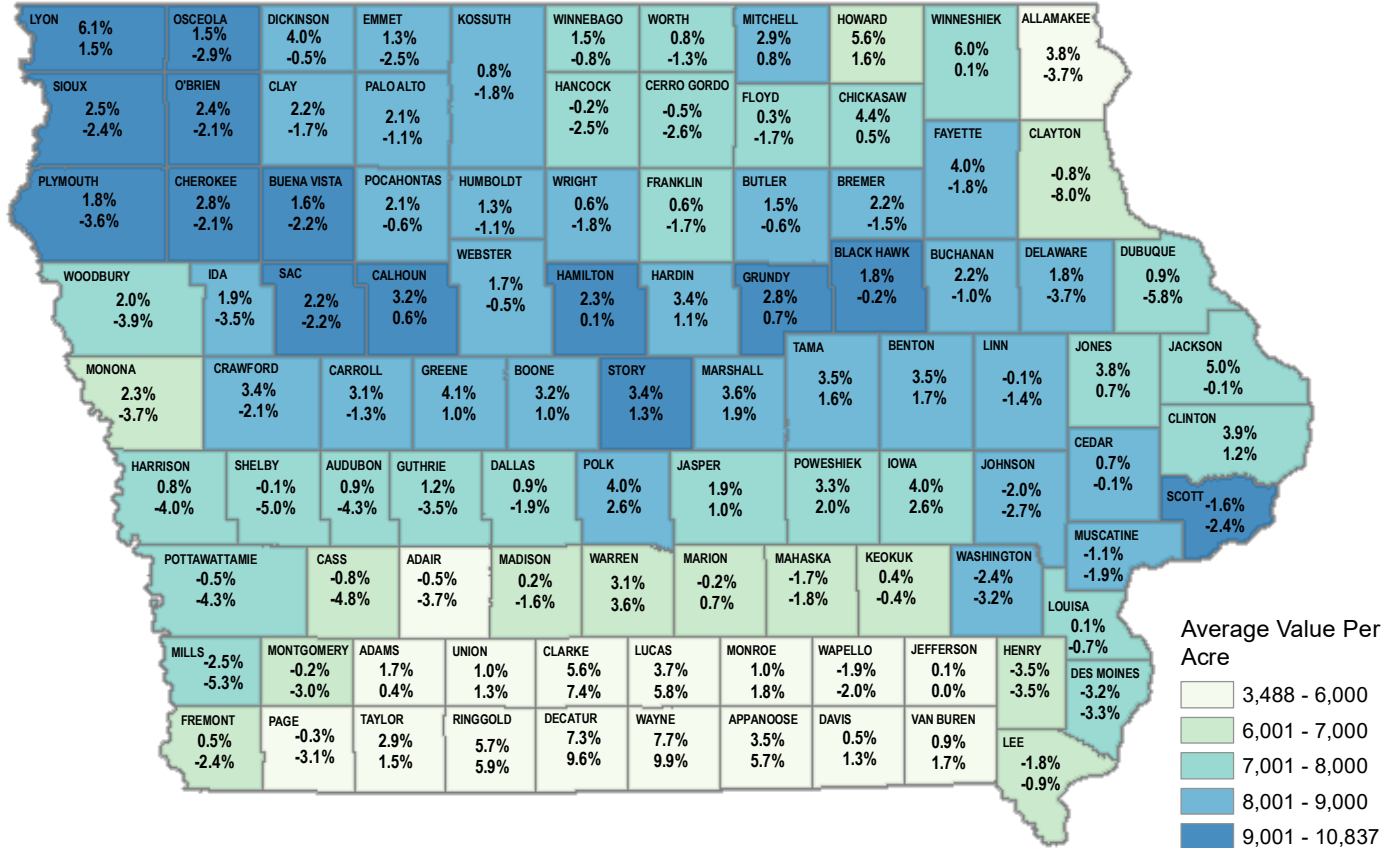 LYON
6.1%
1.5%
OSCEOLA
1.5%
-2.9%
DICKINSON
4.0%
-0.5%
EMMET
1.3%
-2.5%
KOSSUTH
0.8%
-1.8%
WINNEBAGO
1.5%
-0.8%
WORTH
0.8%
-1.3%
MITCHELL
2.9%
0.8%
HOWARD
5.6%
1.6%
WINNESHIEK
6.0%
0.1%
ALLAMAKEE
3.8%
-3.7%
SIOUX
2.5%
-2.4%
O'BRIEN
2.4%
-2.1%
CLAY
2.2%
-1.7%
PALO ALTO
2.1%
-1.1%
HANCOCK
-0.2%
-2.5%
CERRO GORDO
-0.5%
-2.6%
FLOYD
0.3%
-1.7%
CHICKASAW
4.4%
0.5%
FAYETTE
4.0%
-1.8%
CLAYTON
-0.8%
-8.0%
PLYMOUTH
1.8%
-3.6%
CHEROKEE
2.8%
-2.1%
BUENA VISTA
1.6%
-2.2%
POCAHONTAS
2.1%
-0.6%
HUMBOLDT
1.3%
-1.1%
WRIGHT
0.6%
-1.8%
FRANKLIN
0.6%
-1.7%
BUTLER
1.5%
-0.6%
BREMER
2.2%
-1.5%
WOODBURY
2.0%
-3.9%
IDA
1.9%
-3.5%
SAC
2.2%
-2.2%
CALHOUN
3.2%
0.6%
WEBSTER
1.7%
-0.5%
HAMILTON
2.3%
0.1%
HARDIN
3.4%
1.1%
GRUNDY
2.8%
0.7%
BLACK HAWK
1.8%
-0.2%
BUCHANAN
2.2%
-1.0%
DELAWARE
1.8%
-3.7%
DUBUQUE
0.9%
-5.8%
MONONA
2.3%
-3.7%
CRAWFORD
3.4%
-2.1%
CARROLL
3.1%
-1.3%
GREENE
4.1%
1.0%
BOONE
3.2%
1.0%
STORY
3.4%
1.3%
MARSHALL
3.6%
1.9%
TAMA
3.5%
1.6%
BENTON
3.5%
1.7%
LINN
-0.1%
-1.4%
JONES
3.8%
0.7%
JACKSON
5.0%
-0.1%
CLINTON
3.9%
1.2%
CEDAR
0.7%
-0.1%
HARRISON
0.8%
-4.0%
SHELBY
-0.1%
-5.0%
AUDUBON
0.9%
-4.3%
GUTHRIE
1.2%
-3.5%
DALLAS
0.9%
-1.9%
POLK
4.0%
2.6%
JASPER
1.9%
1.0%
POWESHIEK
3.3%
2.0%
IOWA
4.0%
2.6%
JOHNSON
-2.0%
-2.7%
SCOTT
-1.6%
-2.4%
MUSCATINE
-1.1%
-1.9%
POTTAWATTAMIE
-0.5%
-4.3%
CASS
-0.8%
-4.8%
ADAIR
-0.5%
-3.7%
MADISON
0.2%
-1.6%
WARREN
3.1%
3.6%
MARION
-0.2%
0.7%
MAHASKA
-1.7%
-1.8%
KEOKUK
0.4%
-0.4%
WASHINGTON
-2.4%
-3.2%
LOUISA
0.1%
-0.7%
MILLS
-2.5%
-5.3%
MONTGOMERY
-0.2%
-3.0%
ADAMS
1.7%
0.4%
UNION
1.0%
1.3%
CLARKE
5.6%
7.4%
LUCAS
3.7%
5.8%
MONROE
1.0%
1.8%
WAPELLO
-1.9%
-2.0%
JEFFERSON
0.1%
0.0%
HENRY
-3.5%
-3.5%
DES MOINES
-3.2%
-3.3%
FREMONT
0.5%
-2.4%
PAGE
-0.3%
-3.1%
TAYLOR
2.9%
1.5%
RINGGOLD
5.7%
5.9%
DECATUR
7.3%
9.6%
WAYNE
7.7%
9.9%
APPANOOSE
3.5%
5.7%
DAVIS
0.5%
1.3%
VAN BUREN
0.9%
1.7%
LEE
-1.8%
-0.9%
Average Value Per
Acre
3,488 - 6,000
6,001 - 7,000
7,001 - 8,000
8,001 - 9,000
9,001 - 10,837